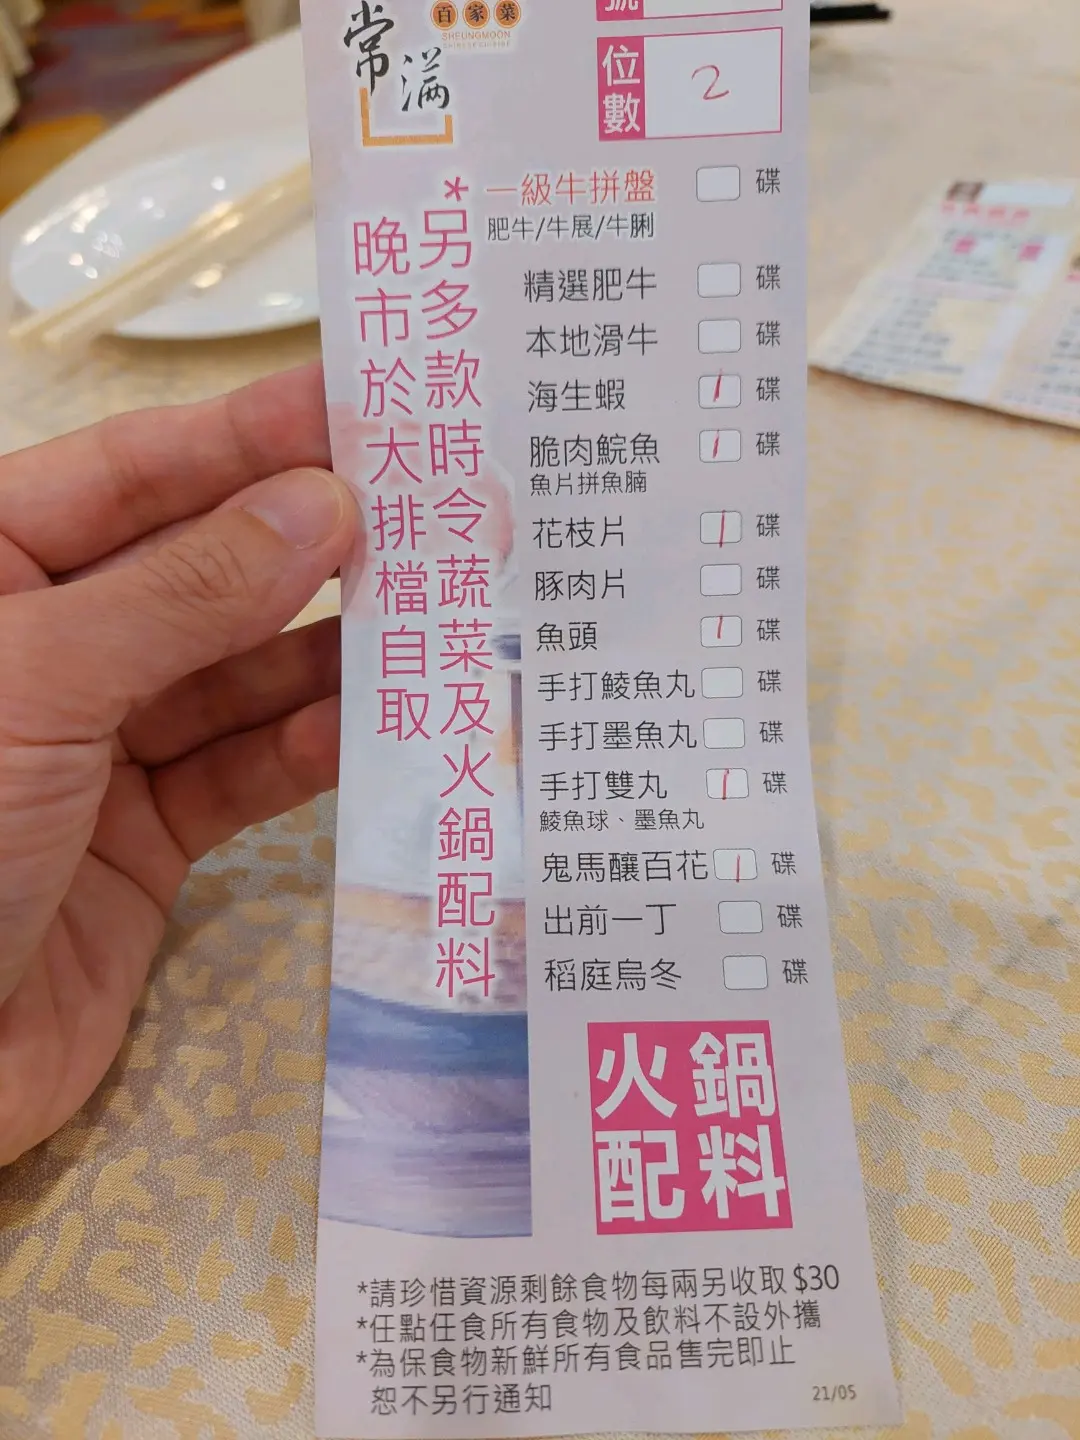 常滿
百家菜
SHEUNGMOON
CHINESE CUISINE
號
位數 2
*另多款時令蔬菜及火鍋配料
晚市於大排檔自取
一級牛拼盤 碟
肥牛/牛展/牛脷
精選肥牛 碟
本地滑牛 碟
海生蝦 1 碟
脆肉鯇魚 1 碟
魚片拼魚腩
花枝片 1 碟
豚肉片 碟
魚頭 1 碟
手打鯪魚丸 碟
手打墨魚丸 碟
手打雙丸 1 碟
鯪魚球、墨魚丸
鬼馬釀百花 1 碟
出前一丁 碟
稻庭烏冬 碟
火鍋
配料
*請珍惜資源剩餘食物每兩另收取 $30
*任點任食所有食物及飲料不設外攜
*為保食物新鮮所有食品售完即止
恕不另行通知
21/05